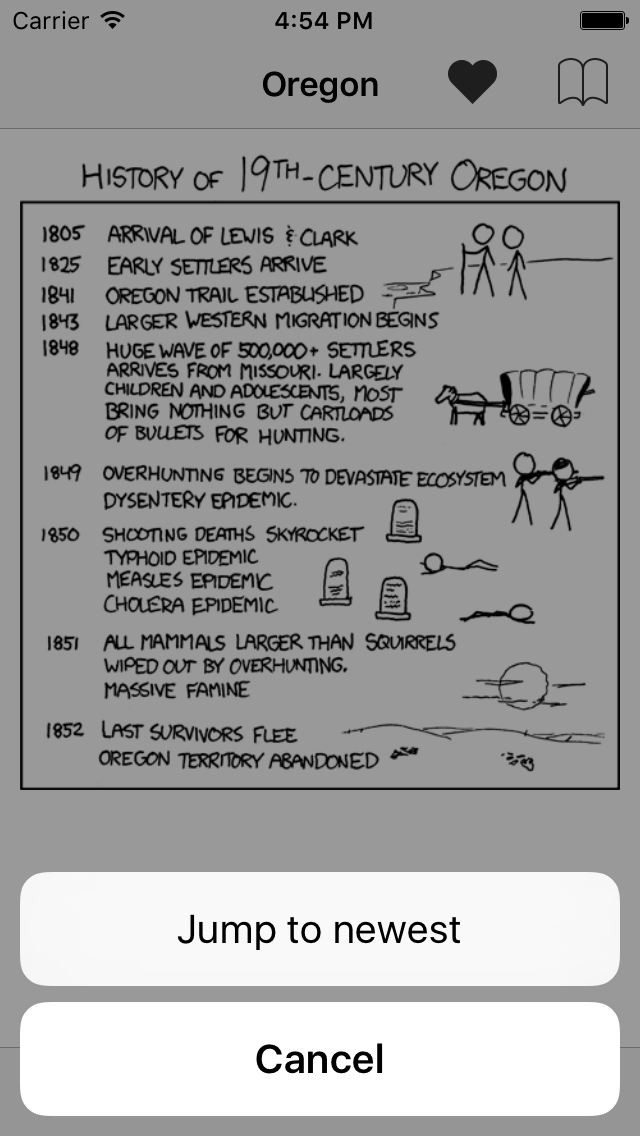 Carrier 4:54 PM
Oregon
HISTORY OF 19TH-CENTURY OREGON
1805 ARRIVAL OF LEWIS & CLARK
1825 EARLY SETTLERS ARRIVE
1841 OREGON TRAIL ESTABLISHED
1843 LARGER WESTERN MIGRATION BEGINS
1848 HUGE WAVE OF 500,000+ SETTLERS
ARRIVES FROM MISSOURI. LARGELY
CHILDREN AND ADOLESCENTS, MOST
BRING NOTHING BUT CARTLOADS
OF BULLETS FOR HUNTING.
1849 OVERHUNTING BEGINS TO DEVASTATE ECOSYSTEM
DYSENTERY EPIDEMIC.
1850 SHOOTING DEATHS SKYROCKET
TYPHOID EPIDEMIC
MEASLES EPIDEMIC
CHOLERA EPIDEMIC
1851 ALL MAMMALS LARGER THAN SQUIRRELS
WIPED OUT BY OVERHUNTING.
MASSIVE FAMINE
1852 LAST SURVIVORS FLEE
OREGON TERRITORY ABANDONED
Jump to newest
Cancel